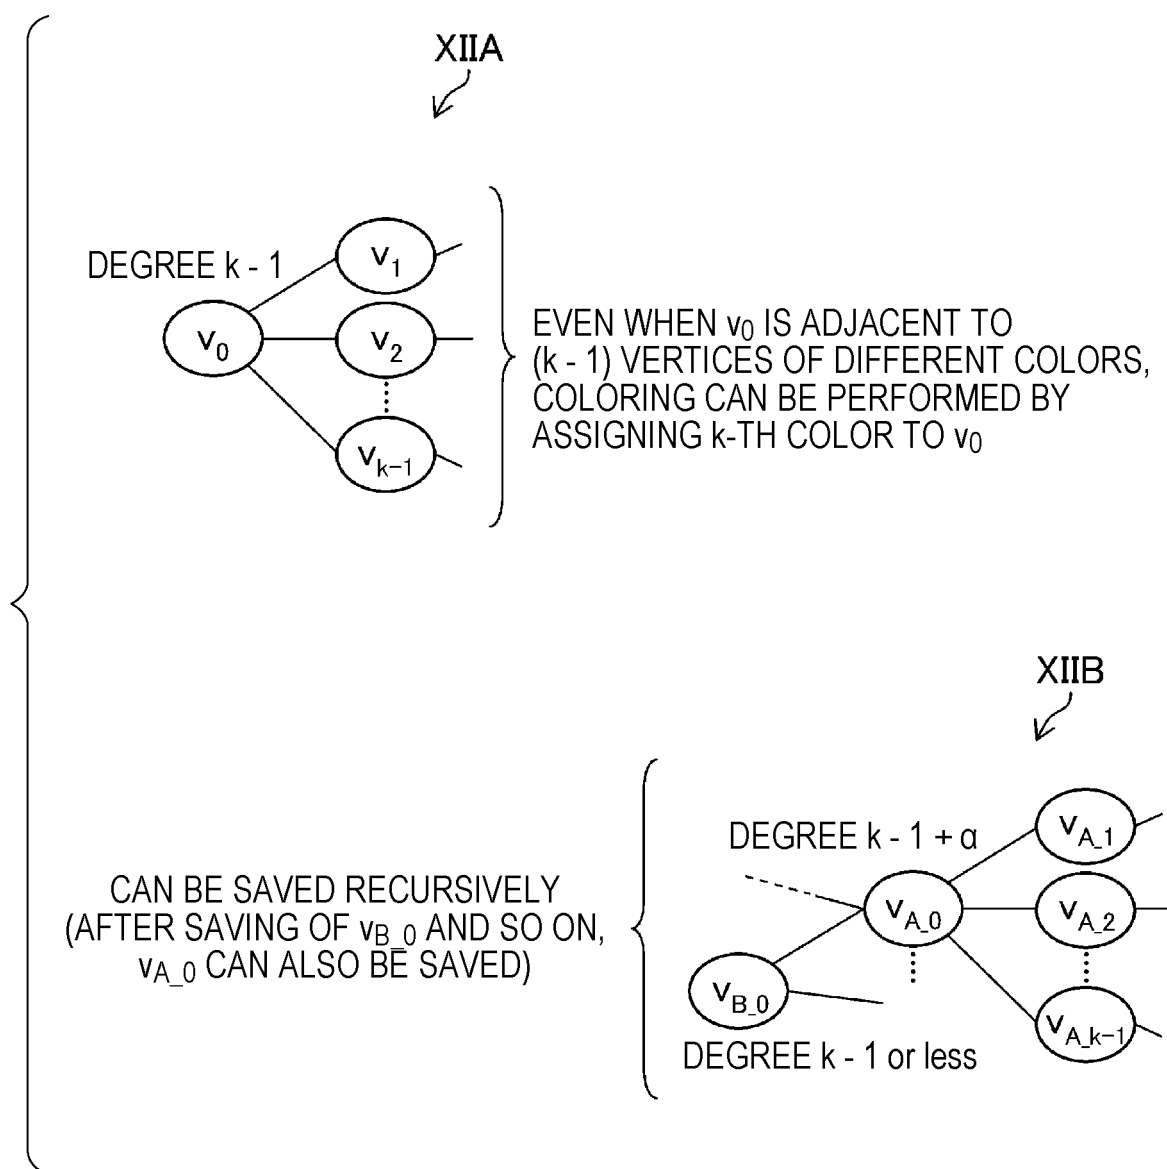 XIIA
DEGREE k - 1
v1
v0
v2
vk-1
EVEN WHEN v0 IS ADJACENT TO
(k - 1) VERTICES OF DIFFERENT COLORS,
COLORING CAN BE PERFORMED BY
ASSIGNING k-TH COLOR TO v0
XIIB
CAN BE SAVED RECURSIVELY
(AFTER SAVING OF vB_0 AND SO ON,
vA_0 CAN ALSO BE SAVED)
DEGREE k - 1 + α
vA_1
vA_0
vA_2
vB_0
vA_k-1
DEGREE k - 1 or less